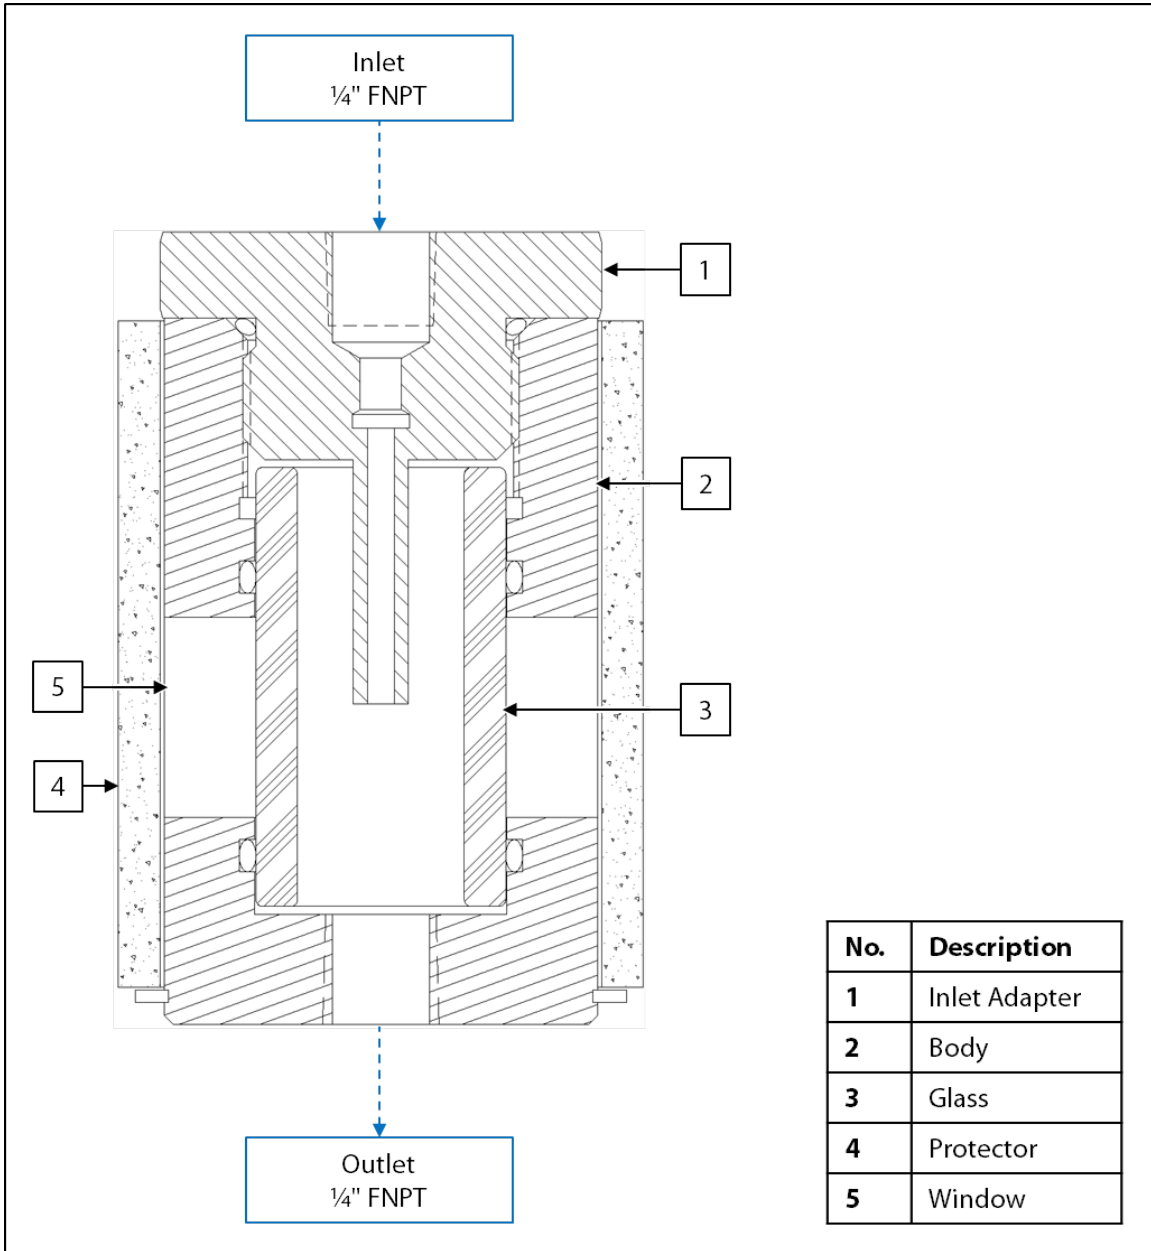 Inlet
¼" FNPT
1
2
3
5
4
Outlet
¼" FNPT
No. Description
1 Inlet Adapter
2 Body
3 Glass
4 Protector
5 Window